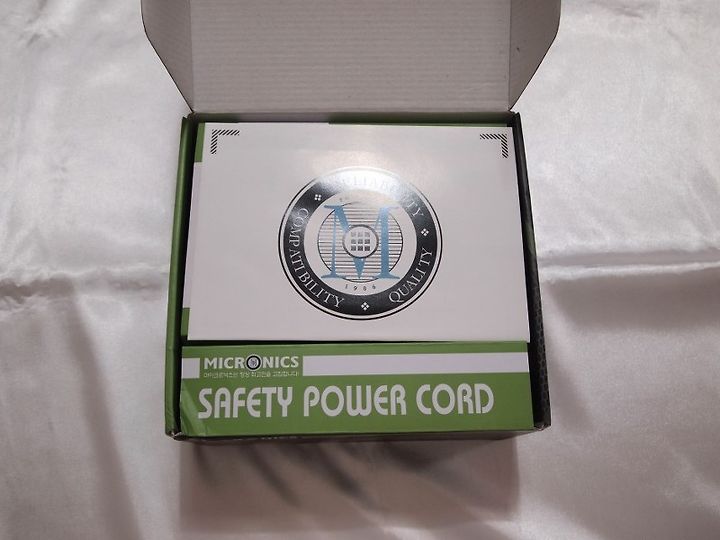 COMPATIBILITY
QUALITY
M
1986
MICRONICS
SAFETY POWER CORD